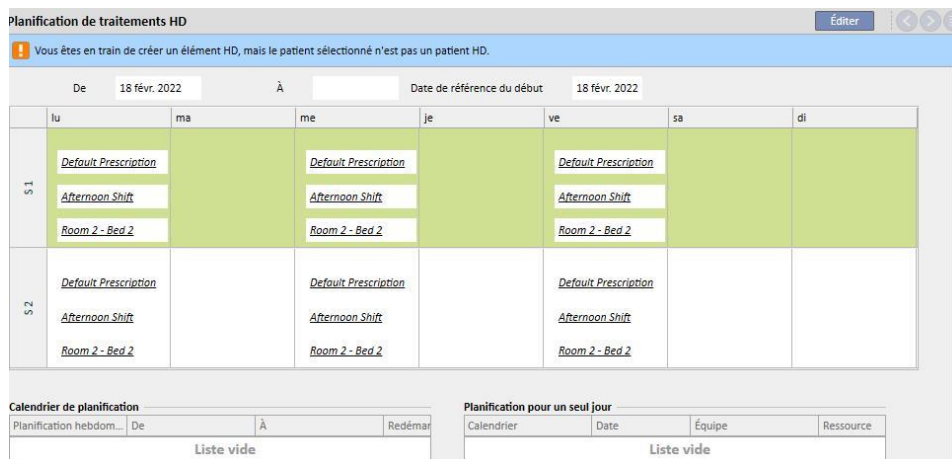 Planification de traitements HD
Éditer
Vous êtes en train de créer un élément HD, mais le patient sélectionné n'est pas un patient HD.
De 18 févr. 2022 À Date de référence du début 18 févr. 2022
lu ma me je ve sa di
S 1
Default Prescription Default Prescription Default Prescription
Afternoon Shift Afternoon Shift Afternoon Shift
Room 2 - Bed 2 Room 2 - Bed 2 Room 2 - Bed 2
S 2
Default Prescription Default Prescription Default Prescription
Afternoon Shift Afternoon Shift Afternoon Shift
Room 2 - Bed 2 Room 2 - Bed 2 Room 2 - Bed 2
Calendrier de planification
Planification hebdom... De À Redémar
Liste vide
Planification pour un seul jour
Calendrier Date Équipe Ressource
Liste vide